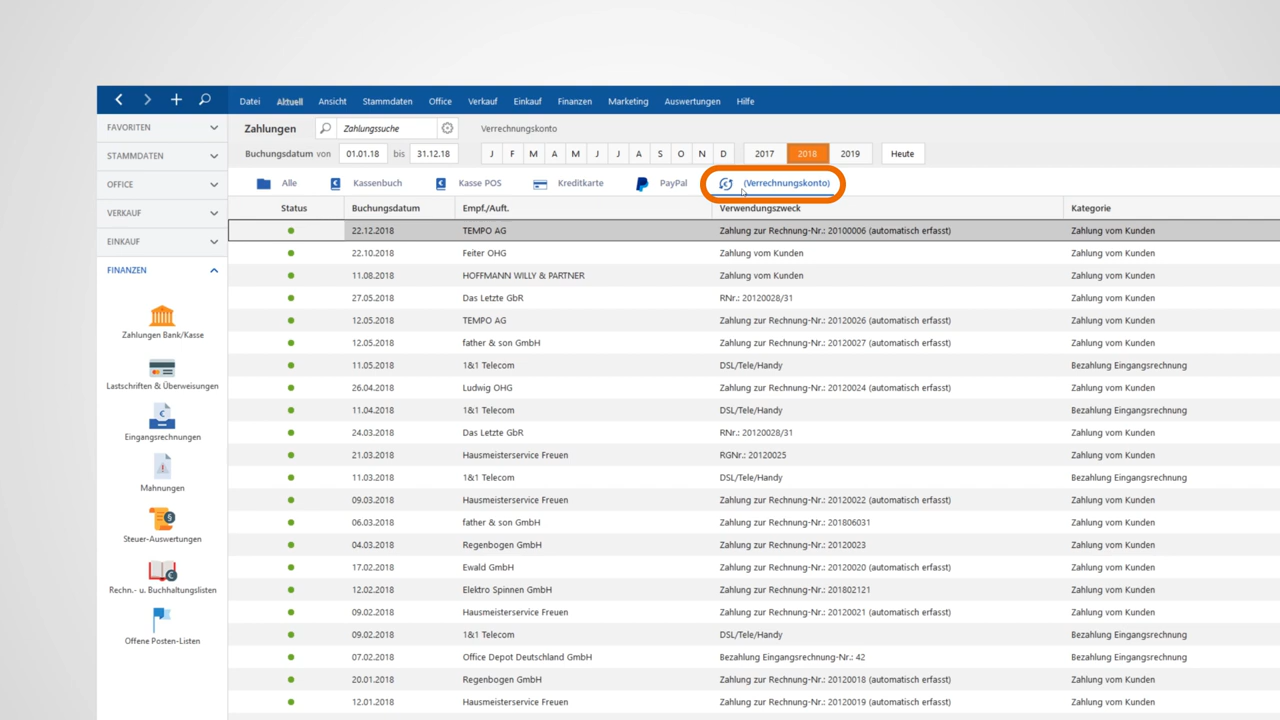 Datei Aktuell Ansicht Stammdaten Office Verkauf Einkauf Finanzen Marketing Auswertungen Hilfe
FAVORITEN
STAMMDATEN
OFFICE
VERKAUF
EINKAUF
FINANZEN
Zahlungen Bank/Kasse
Lastschriften & Überweisungen
Eingangsrechnungen
Mahnungen
Steuer-Auswertungen
Rechn.- u. Buchhaltungslisten
Offene Posten-Listen
Zahlungen Zahlungssuche Verrechnungskonto
Buchungsdatum von 01.01.18 bis 31.12.18 J F M A M J J A S O N D 2017 2018 2019 Heute
Alle Kassenbuch Kasse POS Kreditkarte PayPal (Verrechnungskonto)
Status Buchungsdatum Empf./Auft. Verwendungszweck Kategorie
22.12.2018 TEMPO AG Zahlung zur Rechnung-Nr.: 20100006 (automatisch erfasst) Zahlung vom Kunden
22.10.2018 Feiter OHG Zahlung vom Kunden Zahlung vom Kunden
11.08.2018 HOFFMANN WILLY & PARTNER Zahlung vom Kunden Zahlung vom Kunden
27.05.2018 Das Letzte GbR RNr.: 20120028/31 Zahlung vom Kunden
12.05.2018 TEMPO AG Zahlung zur Rechnung-Nr.: 20120026 (automatisch erfasst) Zahlung vom Kunden
12.05.2018 father & son GmbH Zahlung zur Rechnung-Nr.: 20120027 (automatisch erfasst) Zahlung vom Kunden
11.05.2018 1&1 Telecom DSL/Tele/Handy Bezahlung Eingangsrechnung
26.04.2018 Ludwig OHG Zahlung zur Rechnung-Nr.: 20120024 (automatisch erfasst) Zahlung vom Kunden
11.04.2018 1&1 Telecom DSL/Tele/Handy Bezahlung Eingangsrechnung
24.03.2018 Das Letzte GbR RNr.: 20120028/31 Zahlung vom Kunden
21.03.2018 Hausmeisterservice Freuen RGNr.: 20120025 Zahlung vom Kunden
11.03.2018 1&1 Telecom DSL/Tele/Handy Bezahlung Eingangsrechnung
09.03.2018 Hausmeisterservice Freuen Zahlung zur Rechnung-Nr.: 20120022 (automatisch erfasst) Zahlung vom Kunden
06.03.2018 father & son GmbH Zahlung zur Rechnung-Nr.: 201806031 Zahlung vom Kunden
04.03.2018 Regenbogen GmbH Zahlung zur Rechnung-Nr.: 20120023 Zahlung vom Kunden
17.02.2018 Ewald GmbH Zahlung zur Rechnung-Nr.: 20120020 (automatisch erfasst) Zahlung vom Kunden
12.02.2018 Elektro Spinnen GmbH Zahlung zur Rechnung-Nr.: 201802121 Zahlung vom Kunden
09.02.2018 Hausmeisterservice Freuen Zahlung zur Rechnung-Nr.: 20120021 (automatisch erfasst) Zahlung vom Kunden
09.02.2018 1&1 Telecom DSL/Tele/Handy Bezahlung Eingangsrechnung
07.02.2018 Office Depot Deutschland GmbH Bezahlung Eingangsrechnung-Nr.: 42 Bezahlung Eingangsrechnung
20.01.2018 Regenbogen GmbH Zahlung zur Rechnung-Nr.: 20120018 (automatisch erfasst) Zahlung vom Kunden
12.01.2018 Hausmeisterservice Freuen Zahlung zur Rechnung-Nr.: 20120019 (automatisch erfasst) Zahlung vom Kunden